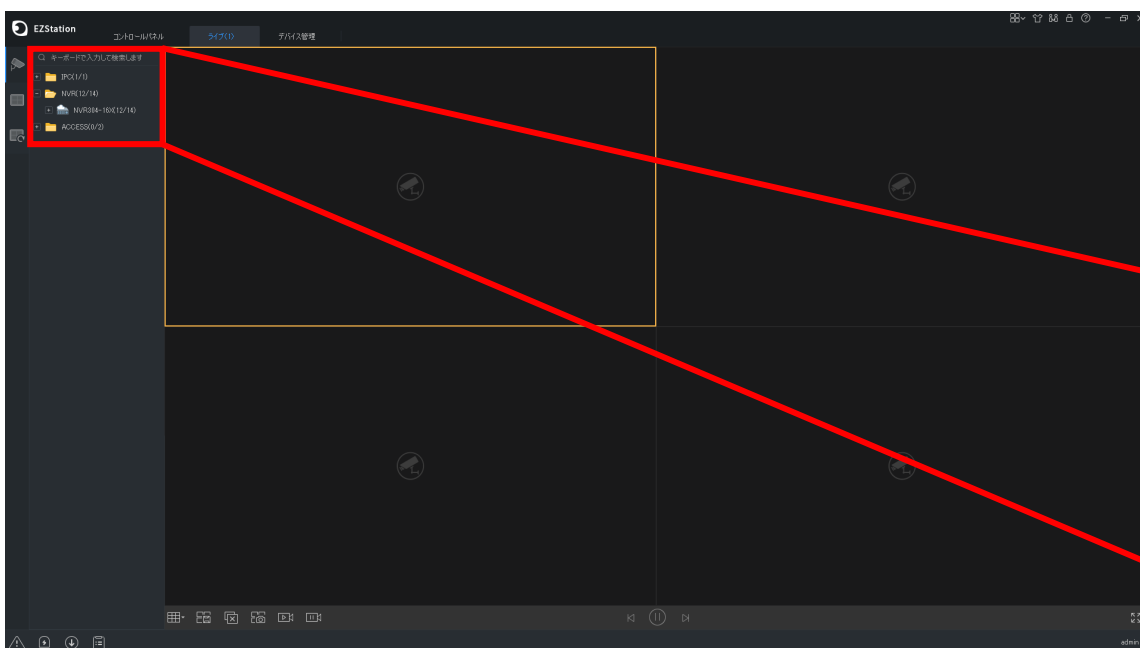 EZStation
コントロールパネル
ライブ(1)
デバイス管理
キーボードで入力して検索します
IPC(1/1)
NVR(12/14)
NVR304-16X(12/14)
ACCESS(0/2)
admin